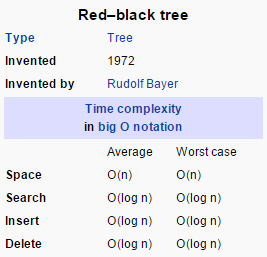 Red–black tree
Type Tree
Invented 1972
Invented by Rudolf Bayer
Time complexity
in big O notation
Average Worst case
Space O(n) O(n)
Search O(log n) O(log n)
Insert O(log n) O(log n)
Delete O(log n) O(log n)